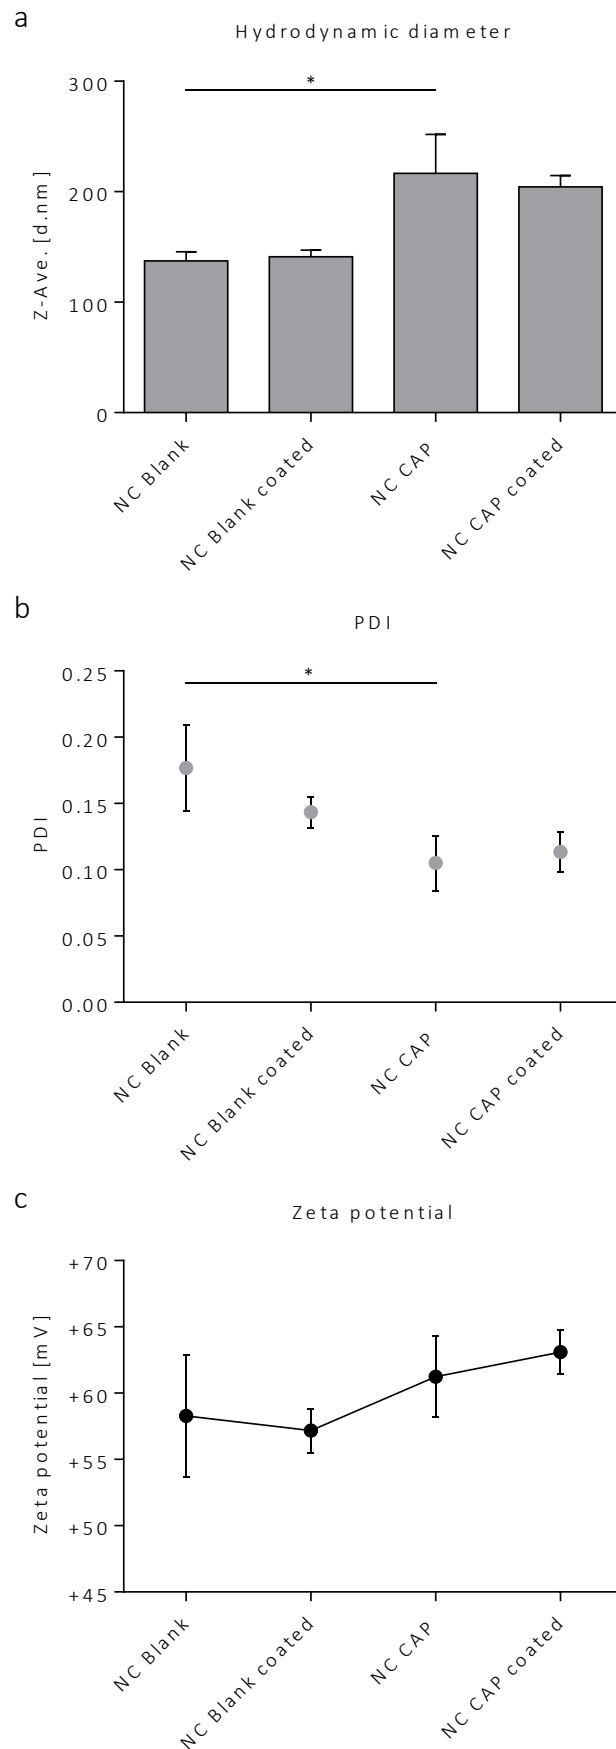 a
Hydrodynamic diameter
Z-Ave. [d.nm]
300
200
100
0
*
NC Blank
NC Blank coated
NC CAP
NC CAP coated
b
PDI
PDI
0.25
0.20
0.15
0.10
0.05
0.00
*
NC Blank
NC Blank coated
NC CAP
NC CAP coated
c
Zeta potential
Zeta potential [mV]
+70
+65
+60
+55
+50
+45
NC Blank
NC Blank coated
NC CAP
NC CAP coated